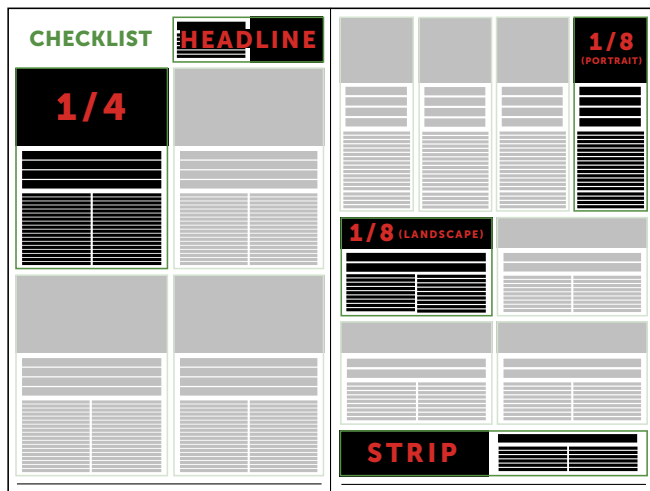 CHECKLIST
HEADLINE
1/4
1/8
(PORTRAIT)
1/8 (LANDSCAPE)
STRIP